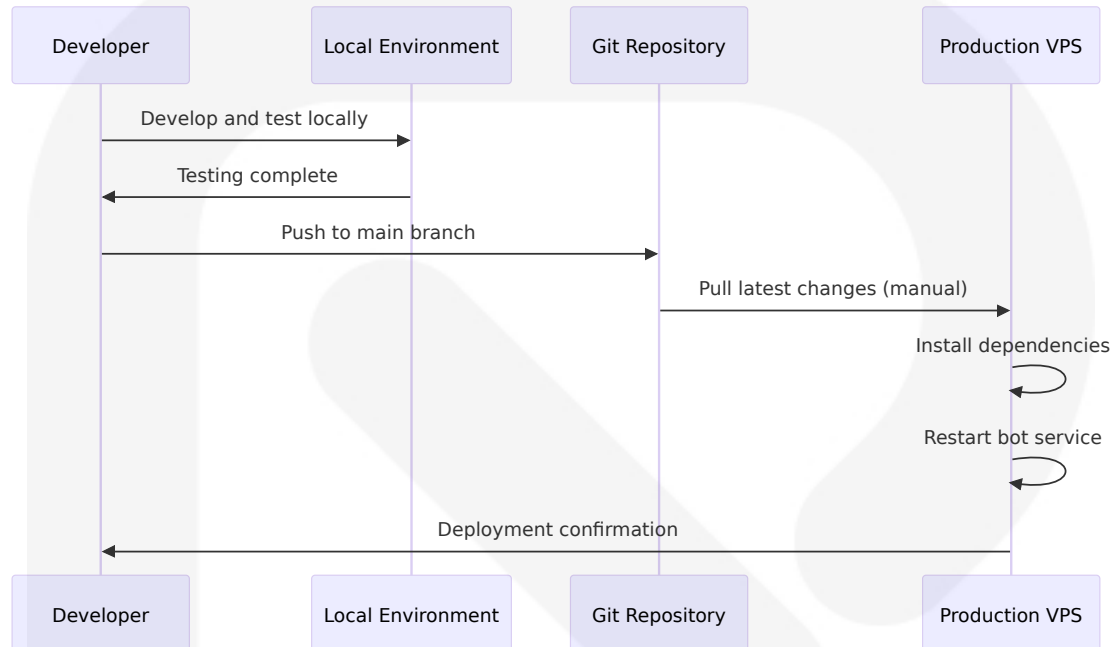 Developer
Local Environment
Git Repository
Production VPS
Develop and test locally
Testing complete
Push to main branch
Pull latest changes (manual)
Install dependencies
Restart bot service
Deployment confirmation
Developer
Local Environment
Git Repository
Production VPS